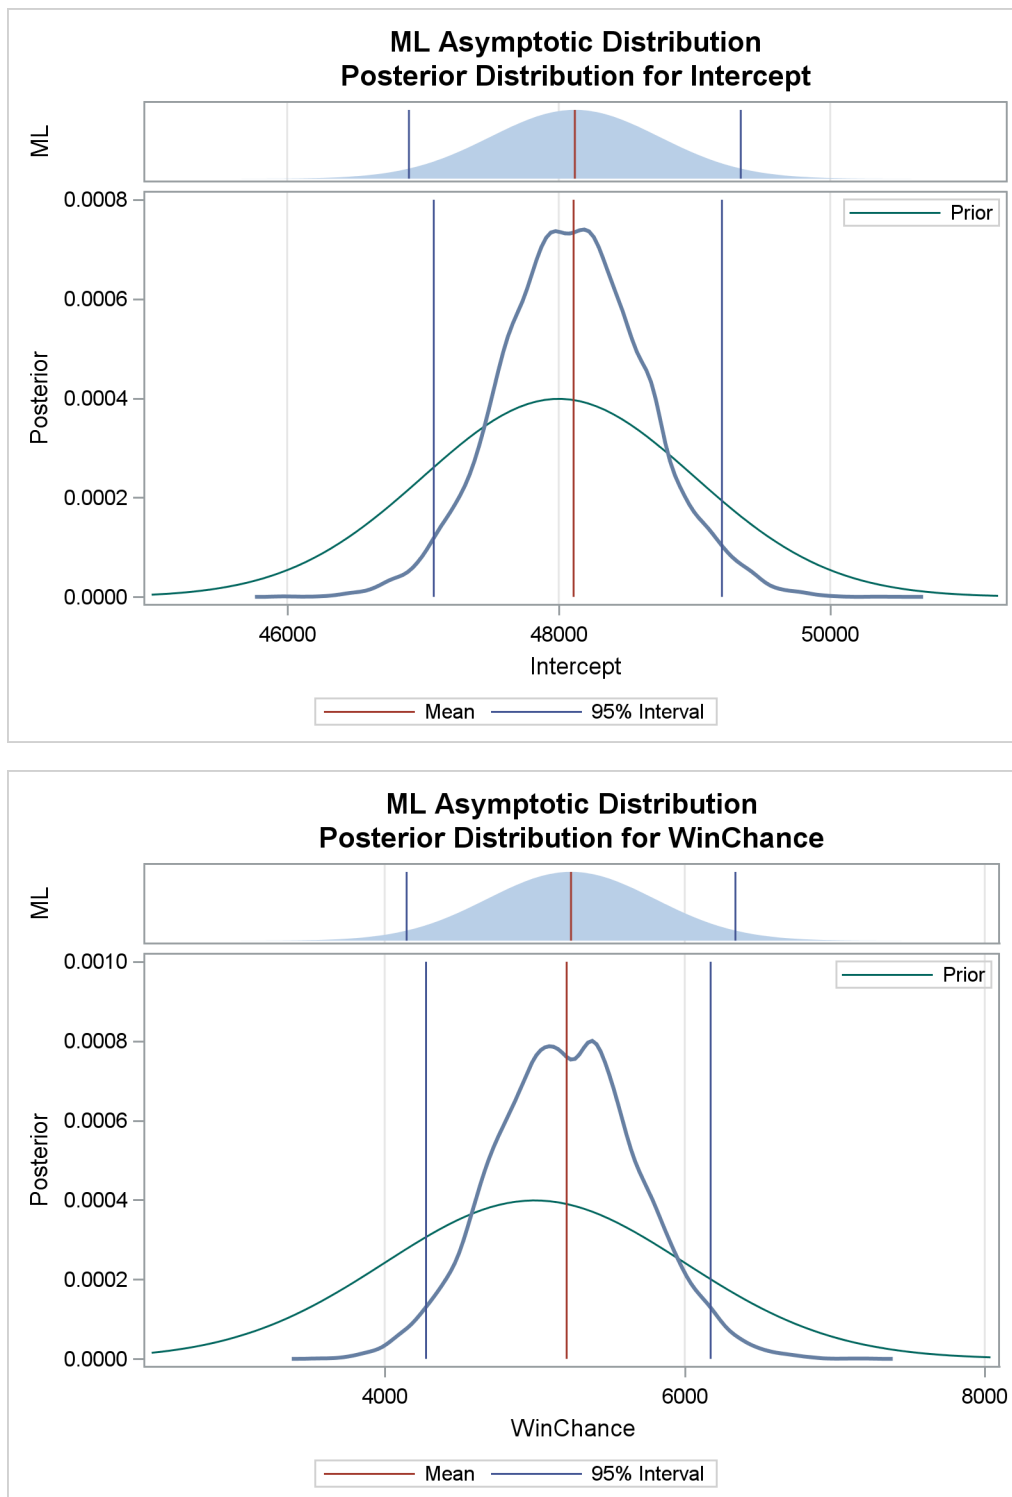 ML Asymptotic Distribution
Posterior Distribution for Intercept
ML
Posterior
0.0008
0.0006
0.0004
0.0002
0.0000
Prior
46000 48000 50000
Intercept
Mean 95% Interval
ML Asymptotic Distribution
Posterior Distribution for WinChance
ML
Posterior
0.0010
0.0008
0.0006
0.0004
0.0002
0.0000
Prior
4000 6000 8000
WinChance
Mean 95% Interval